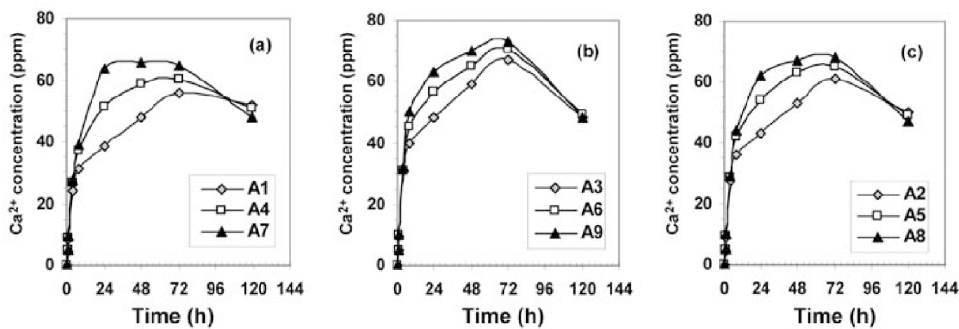 80
60
40
20
0
Ca²⁺ concentration (ppm)
(a)
A1
A4
A7
0 24 48 72 96 120 144
Time (h)
80
60
40
20
0
Ca²⁺ concentration (ppm)
(b)
A3
A6
A9
0 24 48 72 96 120 144
Time (h)
80
60
40
20
0
Ca²⁺ concentration (ppm)
(c)
A2
A5
A8
0 24 48 72 96 120 144
Time (h)